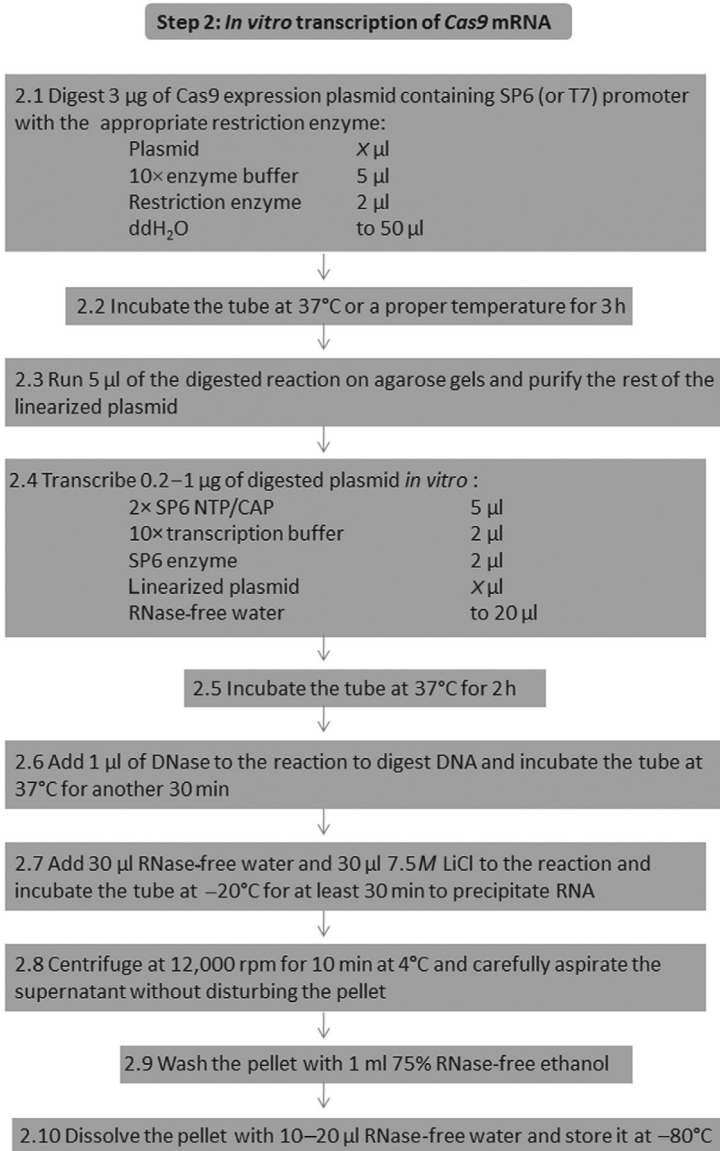 Step 2: In vitro transcription of Cas9 mRNA
2.1 Digest 3 µg of Cas9 expression plasmid containing SP6 (or T7) promoter
with the appropriate restriction enzyme:
Plasmid X µl
10× enzyme buffer 5 µl
Restriction enzyme 2 µl
ddH₂O to 50 µl
2.2 Incubate the tube at 37°C or a proper temperature for 3 h
2.3 Run 5 µl of the digested reaction on agarose gels and purify the rest of the
linearized plasmid
2.4 Transcribe 0.2–1 µg of digested plasmid in vitro :
2× SP6 NTP/CAP 5 µl
10× transcription buffer 2 µl
SP6 enzyme 2 µl
Linearized plasmid X µl
RNase-free water to 20 µl
2.5 Incubate the tube at 37°C for 2 h
2.6 Add 1 µl of DNase to the reaction to digest DNA and incubate the tube at
37°C for another 30 min
2.7 Add 30 µl RNase-free water and 30 µl 7.5M LiCl to the reaction and
incubate the tube at –20°C for at least 30 min to precipitate RNA
2.8 Centrifuge at 12,000 rpm for 10 min at 4°C and carefully aspirate the
supernatant without disturbing the pellet
2.9 Wash the pellet with 1 ml 75% RNase-free ethanol
2.10 Dissolve the pellet with 10–20 µl RNase-free water and store it at –80°C